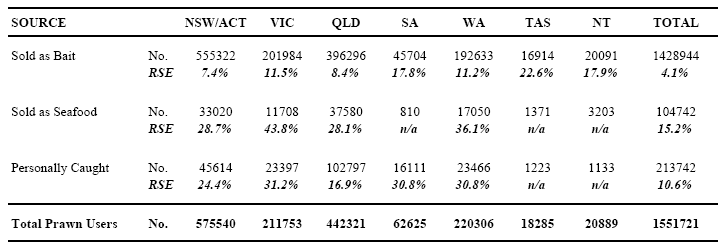 SOURCE NSW/ACT VIC QLD SA WA TAS NT TOTAL
Sold as Bait No. 555322 201984 396296 45704 192633 16914 20091 1428944
RSE 7.4% 11.5% 8.4% 17.8% 11.2% 22.6% 17.9% 4.1%
Sold as Seafood No. 33020 11708 37580 810 17050 1371 3203 104742
RSE 28.7% 43.8% 28.1% n/a 36.1% n/a n/a 15.2%
Personally Caught No. 45614 23397 102797 16111 23466 1223 1133 213742
RSE 24.4% 31.2% 16.9% 30.8% 30.8% n/a n/a 10.6%
Total Prawn Users No. 575540 211753 442321 62625 220306 18285 20889 1551721